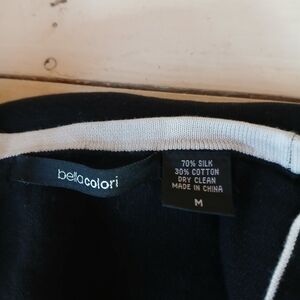 bellacolori
70% SILK
30% COTTON
DRY CLEAN
MADE IN CHINA
M